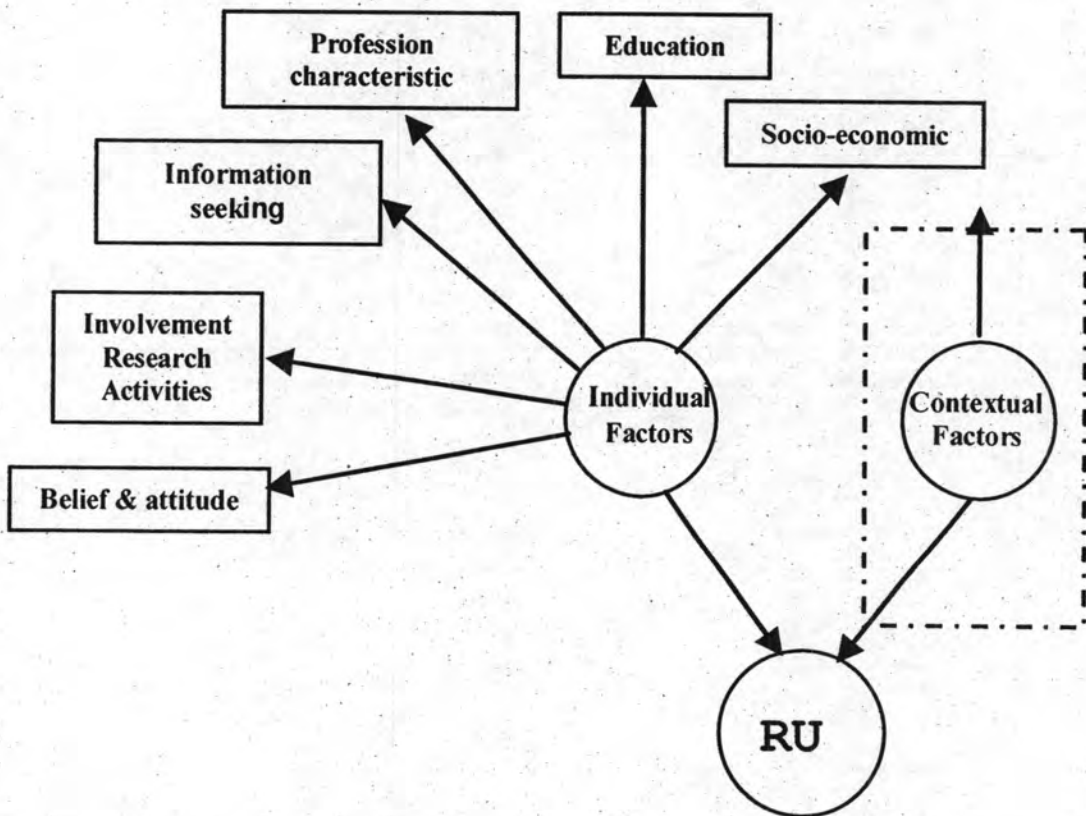 Profession
characteristic
Education
Socio-economic
Information
seeking
Involvement
Research
Activities
Belief & attitude
Individual
Factors
Contextual
Factors
RU